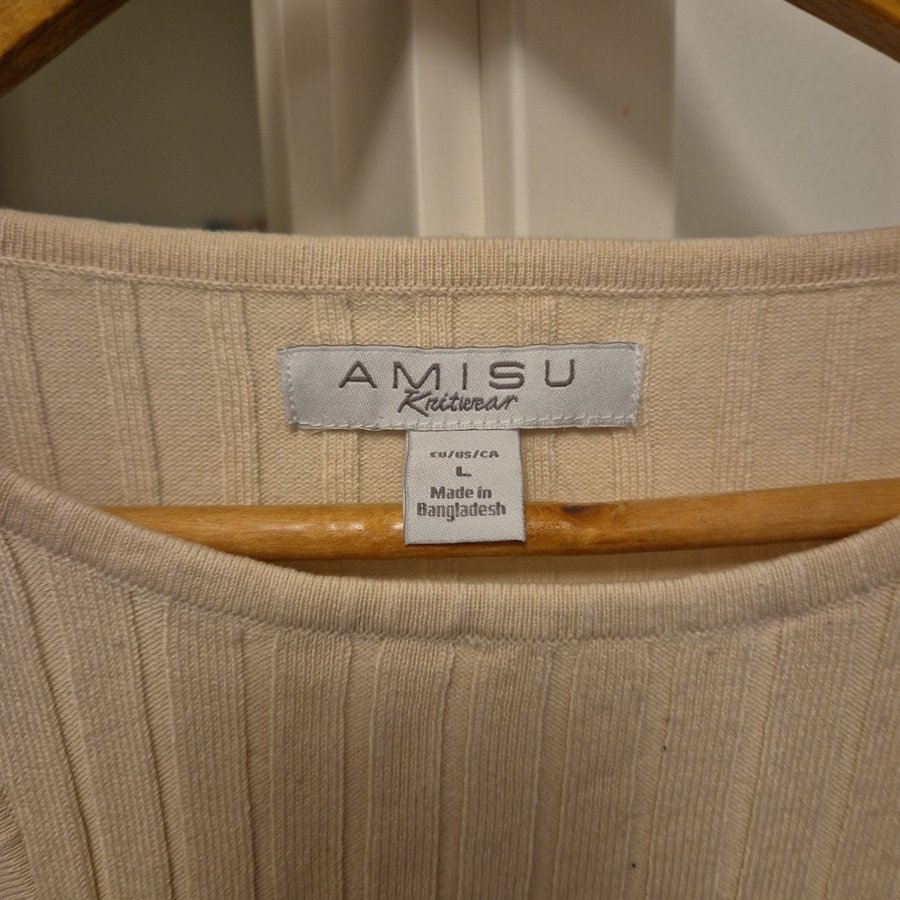 AMISU
Knitwear
EU/US/CA
L
Made in
Bangladesh